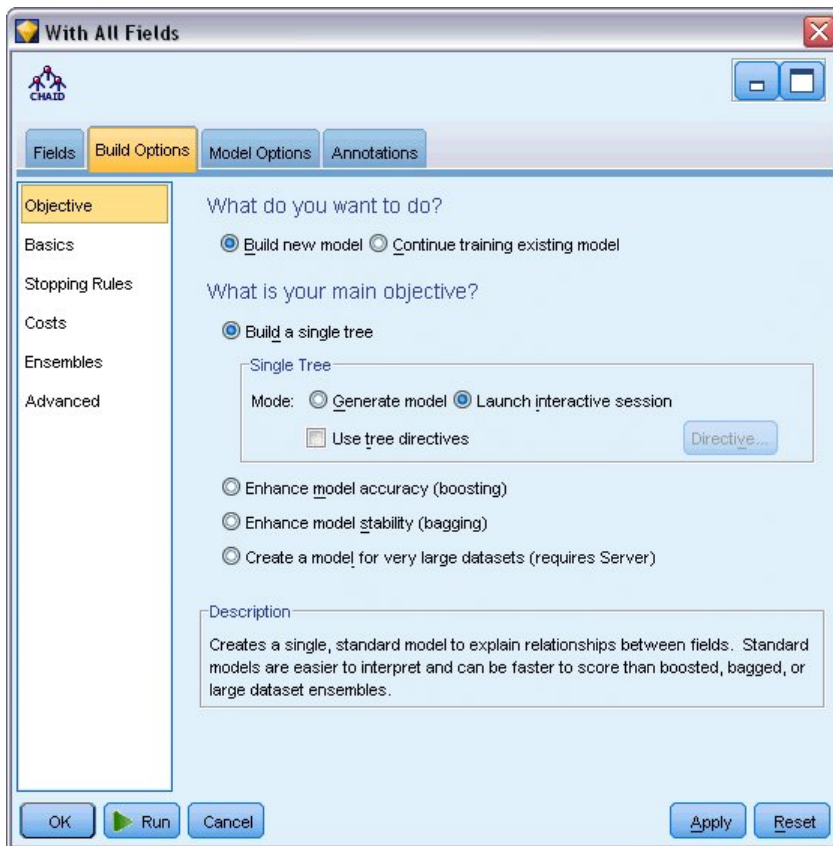 With All Fields
CHAID
Fields
Build Options
Model Options
Annotations
Objective
Basics
Stopping Rules
Costs
Ensembles
Advanced
What do you want to do?
Build new model
Continue training existing model
What is your main objective?
Build a single tree
Single Tree
Mode:
Generate model
Launch interactive session
Use tree directives
Directive...
Enhance model accuracy (boosting)
Enhance model stability (bagging)
Create a model for very large datasets (requires Server)
Description
Creates a single, standard model to explain relationships between fields. Standard
models are easier to interpret and can be faster to score than boosted, bagged, or
large dataset ensembles.
OK
Run
Cancel
Apply
Reset